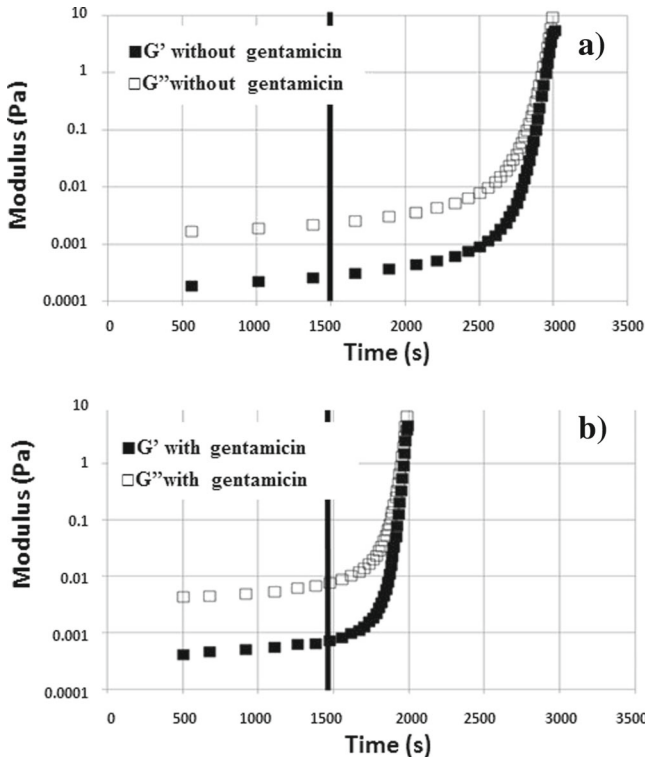 a)
■ G' without gentamicin
□ G''without gentamicin
Modulus (Pa)
10
1
0.1
0.01
0.001
0.0001
0 500 1000 1500 2000 2500 3000 3500
Time (s)
b)
■ G' with gentamicin
□ G''with gentamicin
Modulus (Pa)
10
1
0.1
0.01
0.001
0.0001
0 500 1000 1500 2000 2500 3000 3500
Time (s)